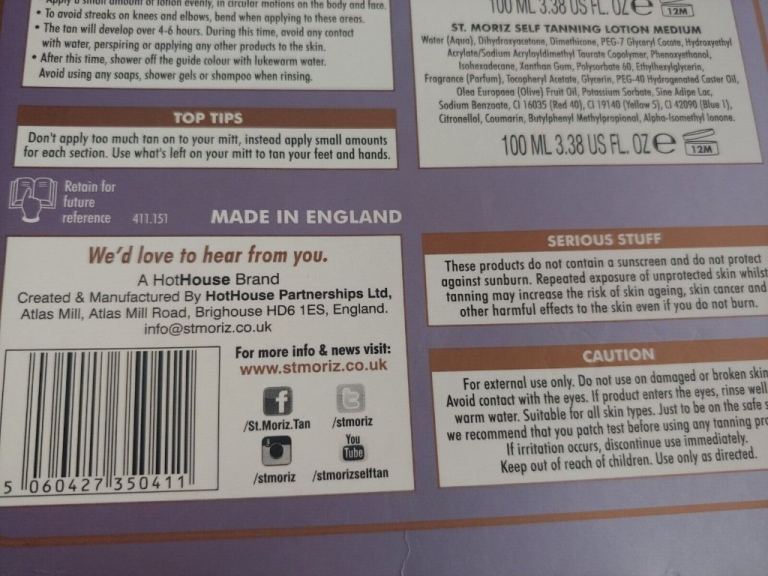 Apply a small amount of lotion evenly, in circular motions on the body and face.
• To avoid streaks on knees and elbows, bend when applying to these areas.
• The tan will develop over 4-6 hours. During this time, avoid any contact
with water, perspiring or applying any other products to the skin.
• After this time, shower off the guide colour with lukewarm water.
Avoid using any soaps, shower gels or shampoo when rinsing.
TOP TIPS
Don't apply too much tan on to your mitt, instead apply small amounts
for each section. Use what's left on your mitt to tan your feet and hands.
Retain for
future
reference 411.151
MADE IN ENGLAND
We'd love to hear from you.
A HotHouse Brand
Created & Manufactured By HotHouse Partnerships Ltd,
Atlas Mill, Atlas Mill Road, Brighouse HD6 1ES, England.
info@stmoriz.co.uk
For more info & news visit:
www.stmoriz.co.uk
/St.Moriz.Tan /stmoriz
You
Tube
/stmoriz /stmorizselftan
5 060427 350411
100 ML 3.38 US FL. OZ e 12M
ST. MORIZ SELF TANNING LOTION MEDIUM
Water (Aqua), Dihydroxyacetone, Dimethicone, PEG-7 Glyceryl Cocoate, Hydroxyethyl
Acrylate/Sodium Acryloyldimethyl Taurate Copolymer, Phenoxyethanol,
Isohexadecane, Xanthan Gum, Polysorbate 60, Ethylhexylglycerin,
Fragrance (Parfum), Tocopheryl Acetate, Glycerin, PEG-40 Hydrogenated Castor Oil,
Olea Europaea (Olive) Fruit Oil, Potassium Sorbate, Sine Adipe Lac,
Sodium Benzoate, CI 16035 (Red 40), CI 19140 (Yellow 5), CI 42090 (Blue 1),
Citronellol, Coumarin, Butylphenyl Methylpropional, Alpha-Isomethyl Ionone.
100 ML 3.38 US FL. OZ e 12M
SERIOUS STUFF
These products do not contain a sunscreen and do not protect
against sunburn. Repeated exposure of unprotected skin whilst
tanning may increase the risk of skin ageing, skin cancer and
other harmful effects to the skin even if you do not burn.
CAUTION
For external use only. Do not use on damaged or broken skin
Avoid contact with the eyes. If product enters the eyes, rinse well
warm water. Suitable for all skin types. Just to be on the safe s
we recommend that you patch test before using any tanning pro
If irritation occurs, discontinue use immediately.
Keep out of reach of children. Use only as directed.